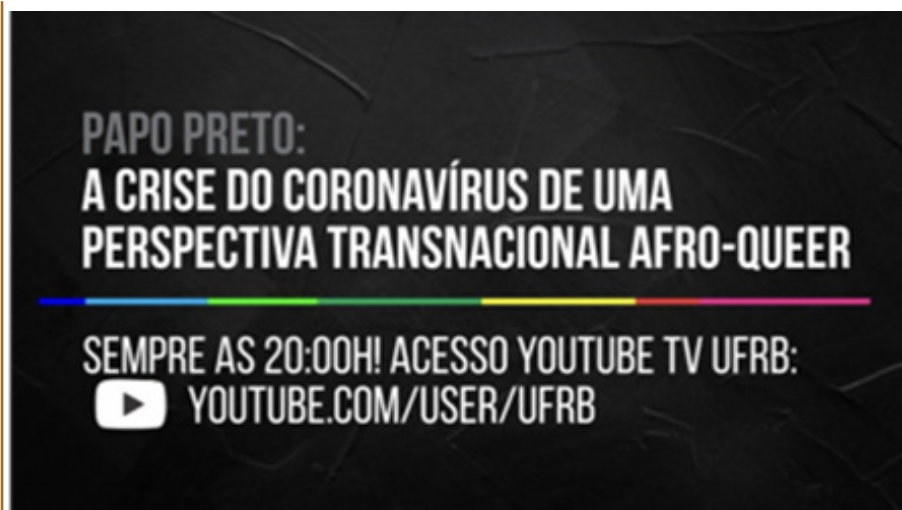 PAPO PRETO:
A CRISE DO CORONAVÍRUS DE UMA
PERSPECTIVA TRANSNACIONAL AFRO-QUEER
SEMPRE AS 20:00H! ACESSO YOUTUBE TV UFRB:
YOUTUBE.COM/USER/UFRB